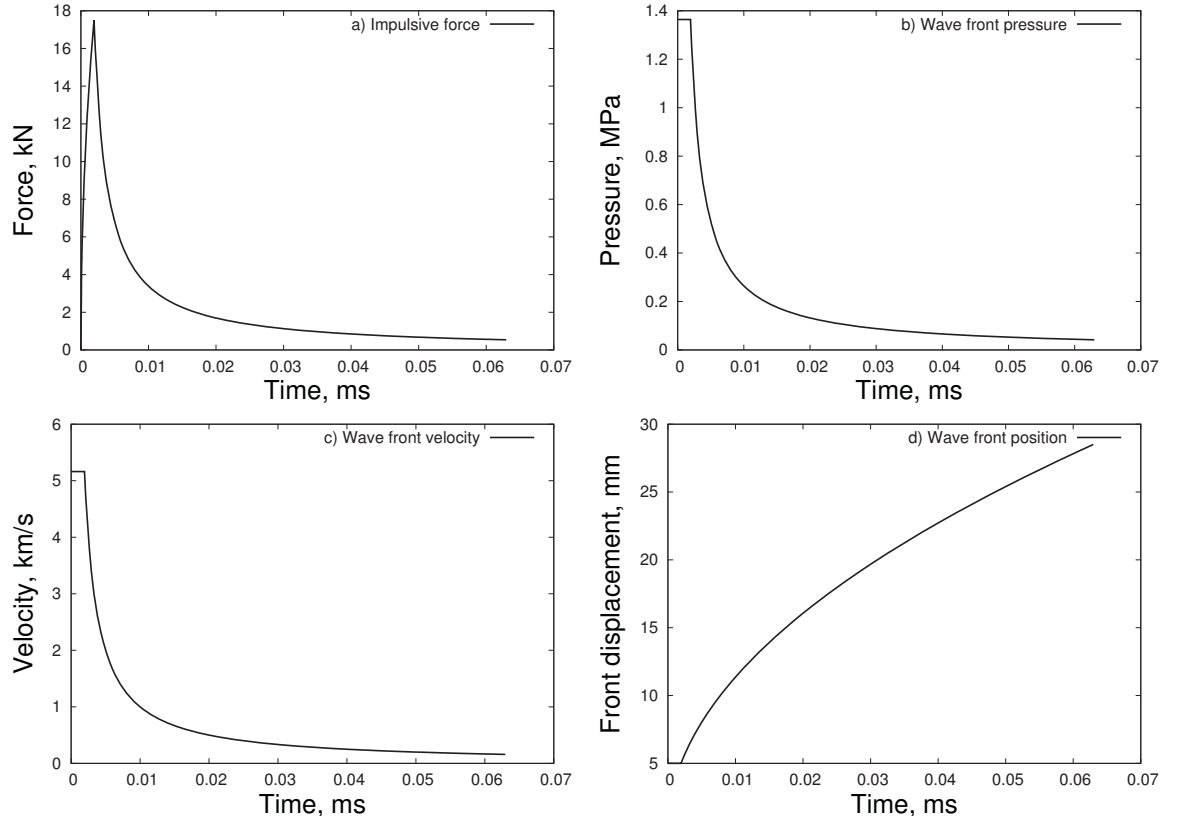 a) Impulsive force
18
16
14
12
10
8
6
4
2
0
0 0.01 0.02 0.03 0.04 0.05 0.06 0.07
Force, kN
Time, ms
b) Wave front pressure
1.4
1.2
1
0.8
0.6
0.4
0.2
0
0 0.01 0.02 0.03 0.04 0.05 0.06 0.07
Pressure, MPa
Time, ms
c) Wave front velocity
6
5
4
3
2
1
0
0 0.01 0.02 0.03 0.04 0.05 0.06 0.07
Velocity, km/s
Time, ms
d) Wave front position
30
25
20
15
10
5
0 0.01 0.02 0.03 0.04 0.05 0.06 0.07
Front displacement, mm
Time, ms